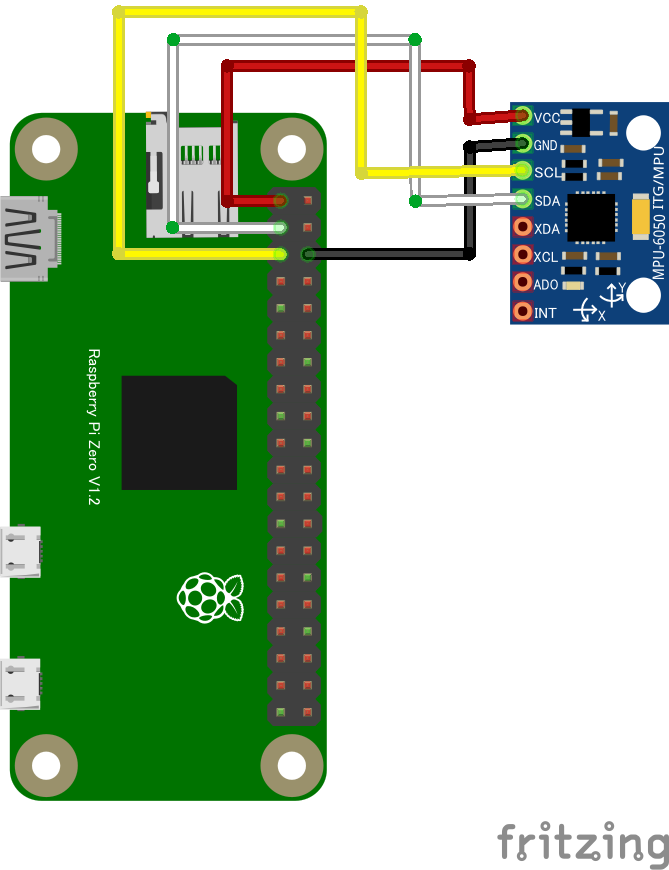 VCC
GND
SCL
SDA
XDA
XCL
ADO
INT
MPU-6050 ITG/MPU
Y
X
Raspberry Pi Zero V1.2
fritzing